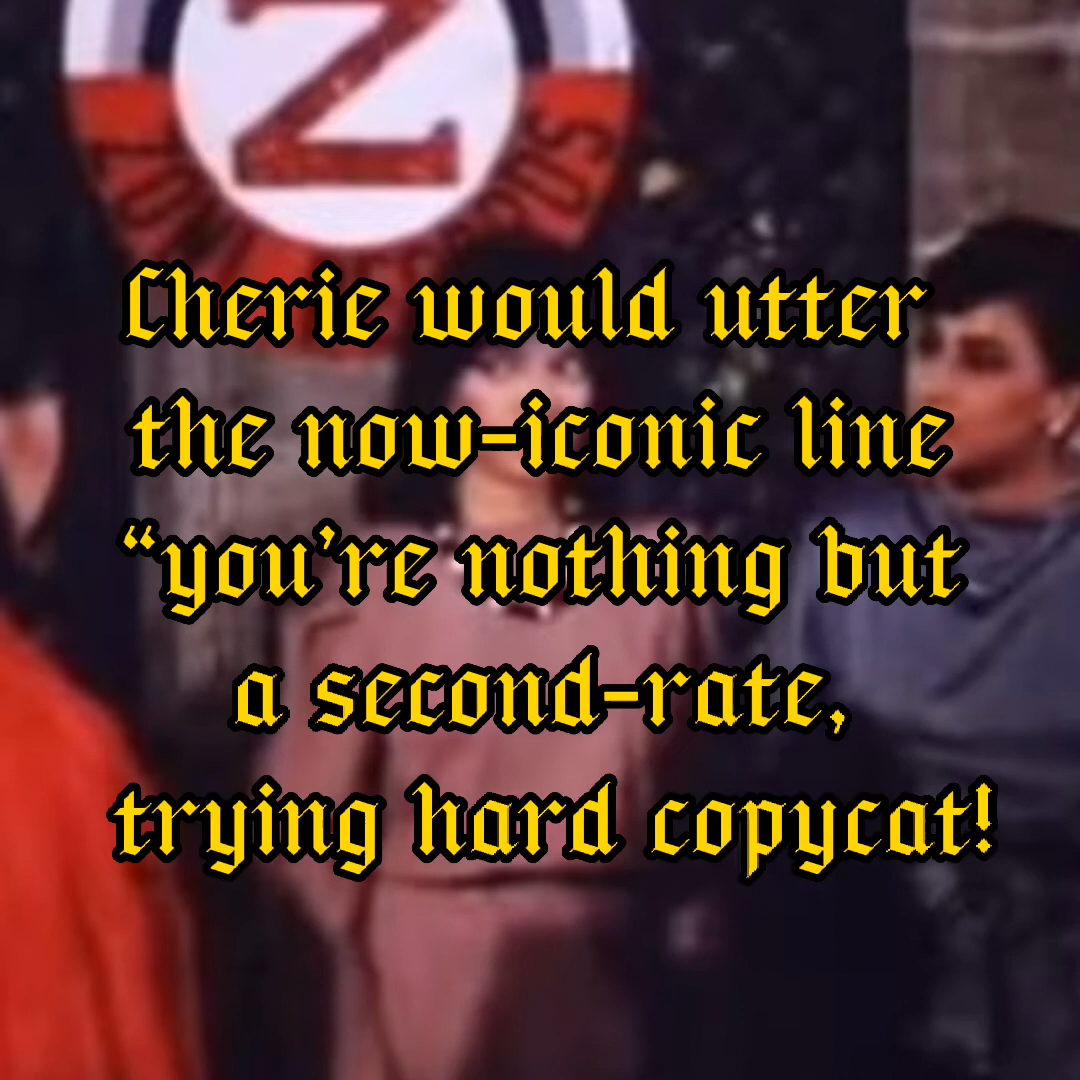 Z
Cherie would utter
the now-iconic line
“you’re nothing but
a second-rate,
trying hard copycat!